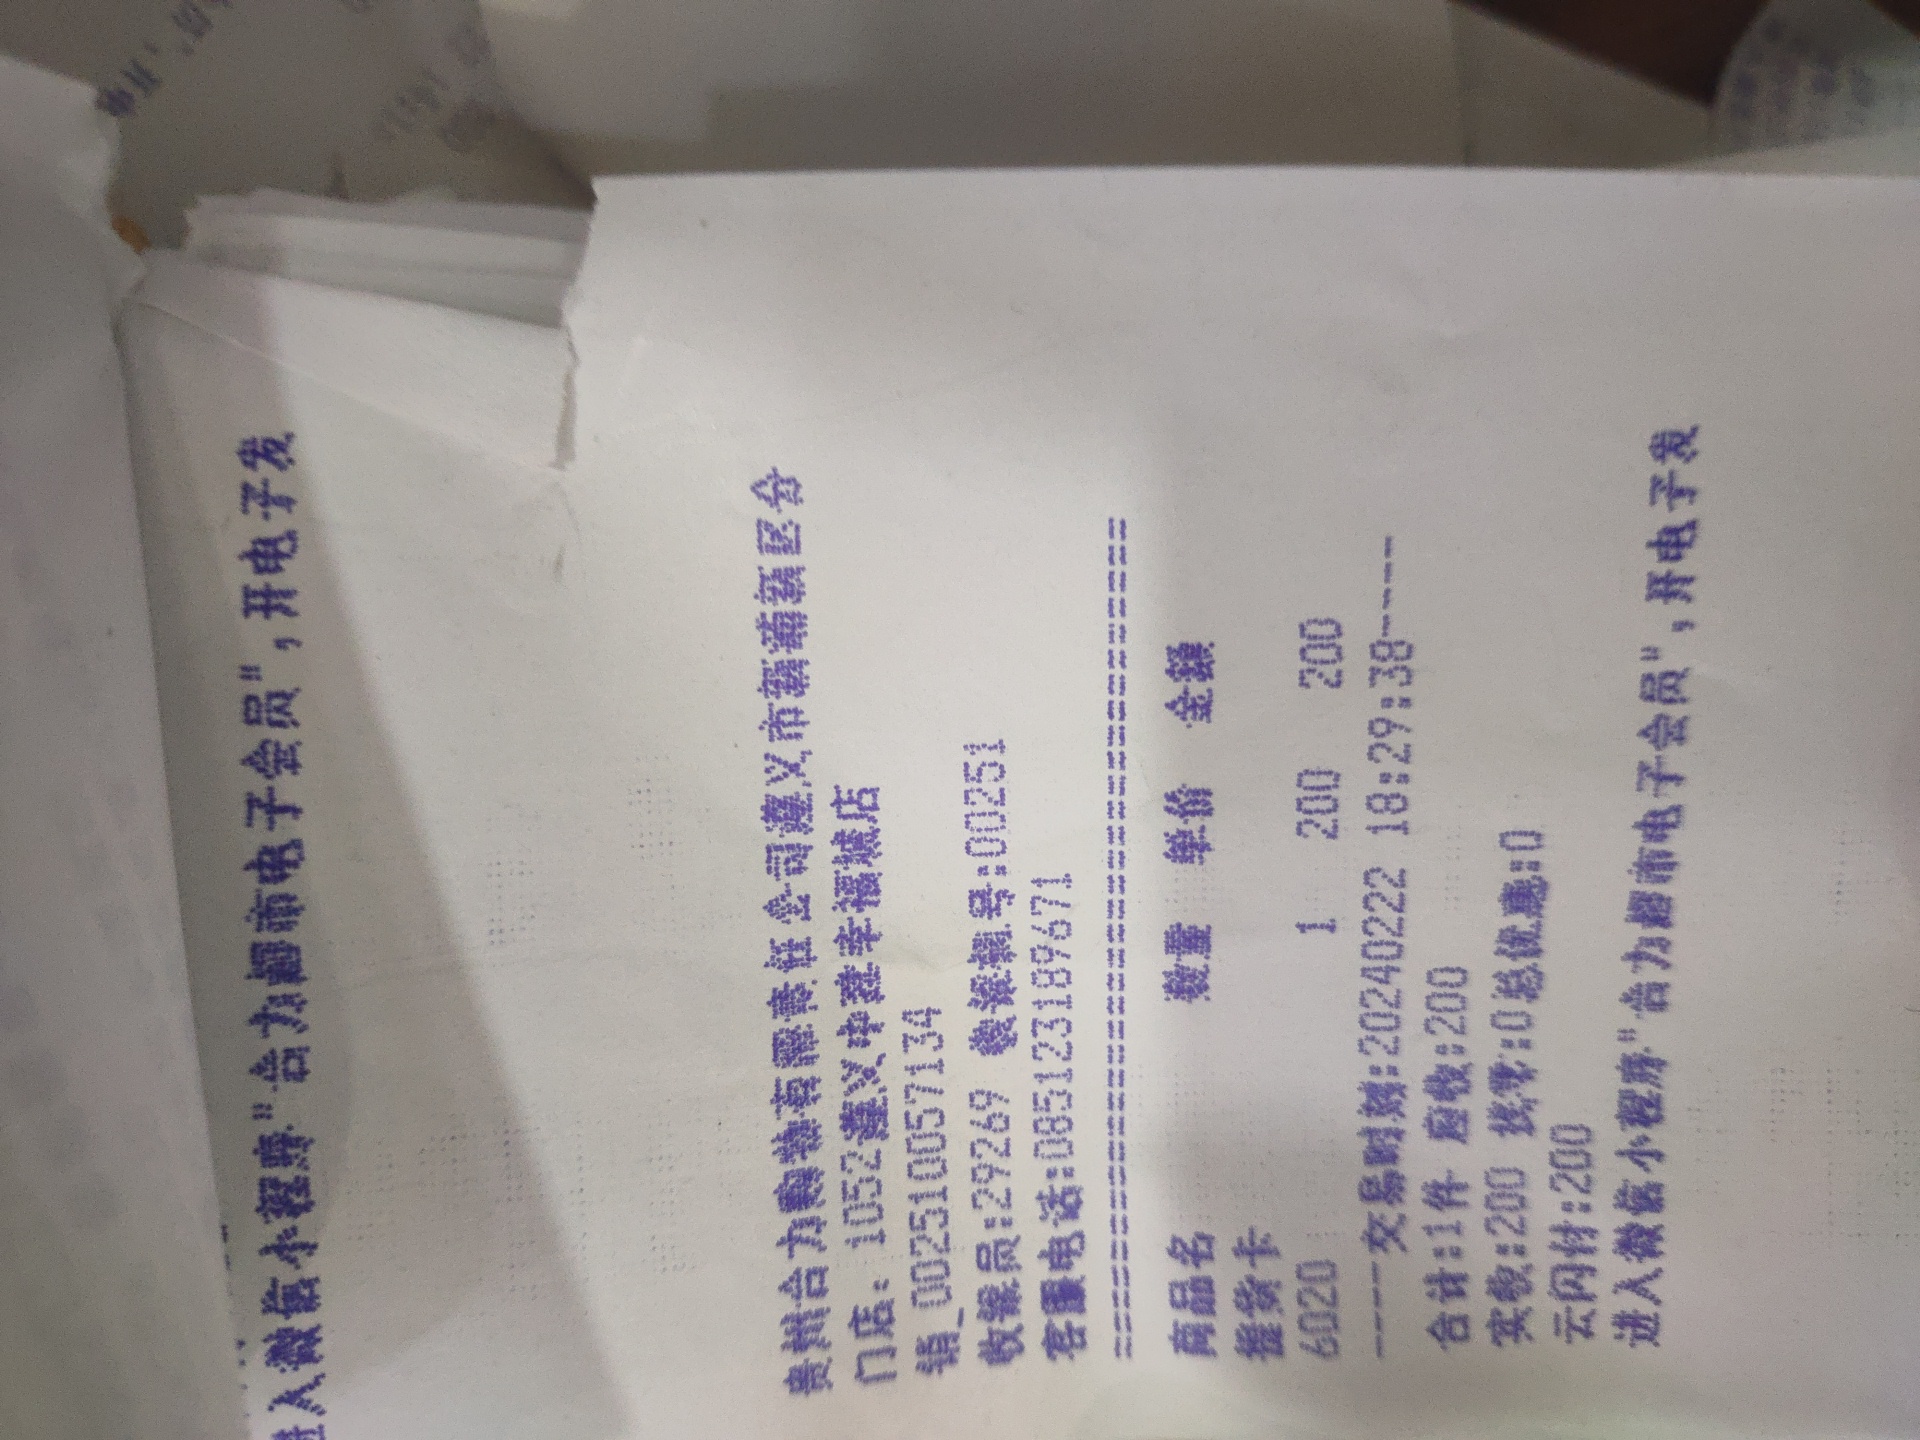 进入微信小程序"合力超市电子会员",开电子发
贵州合力购物有限责任公司遵义市新蒲新区分
门店: 1052遵义中建幸福城店
销_002510057134
收银员:29269 收银机号:00251
客服电话:085123189671
================================
商品名 数量 单价 金额
提货卡
6020 1 200 200
----交易时间:20240222 18:29:38-----
合计:1件 应收:200
实收:200 找零:0总优惠:0
云闪付:200
进入微信小程序"合力超市电子会员",开电子发